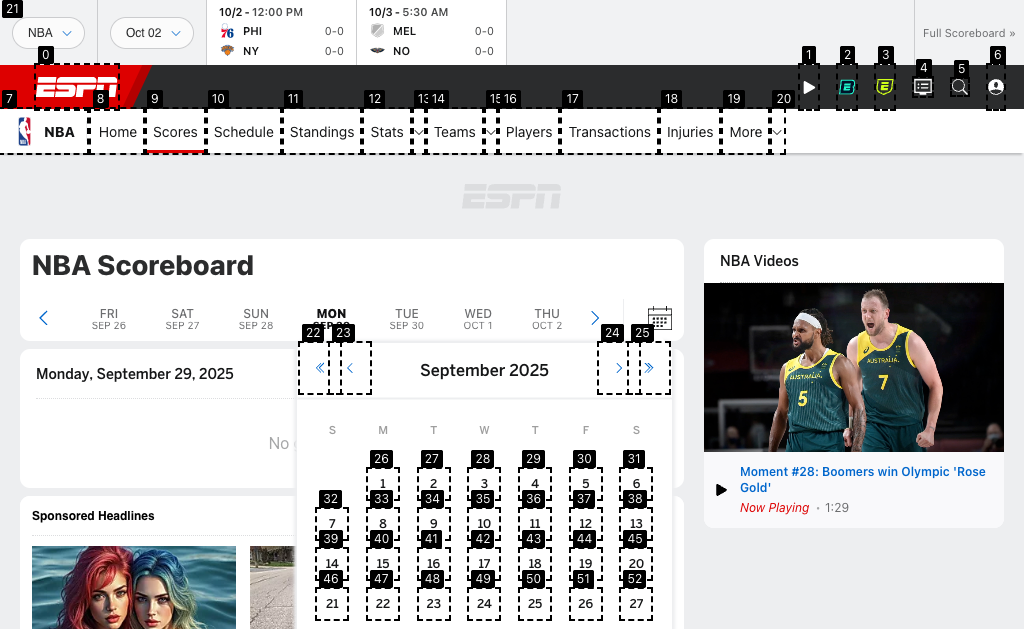 21
NBA
Oct 02
10/2 - 12:00 PM
PHI 0-0
NY 0-0
10/3 - 5:30 AM
MEL 0-0
NO 0-0
Full Scoreboard »
0 1 2 3 4 5 6
ESPN
7 8 9 10 11 12 13 14 15 16 17 18 19 20
NBA Home Scores Schedule Standings Stats Teams Players Transactions Injuries More
ESPN
NBA Scoreboard
FRI SAT SUN MON TUE WED THU
SEP 26 SEP 27 SEP 28 SEP 29 SEP 30 OCT 1 OCT 2
22 23 24 25
Monday, September 29, 2025
« ‹ September 2025 › »
No
S M T W T F S
26 27 28 29 30 31
1 2 3 4 5 6
32 33 34 35 36 37 38
7 8 9 10 11 12 13
39 40 41 42 43 44 45
14 15 16 17 18 19 20
46 47 48 49 50 51 52
21 22 23 24 25 26 27
Sponsored Headlines
NBA Videos
AUSTRALIA
5
AUSTRALIA
7
Moment #28: Boomers win Olympic 'Rose
Gold'
Now Playing · 1:29